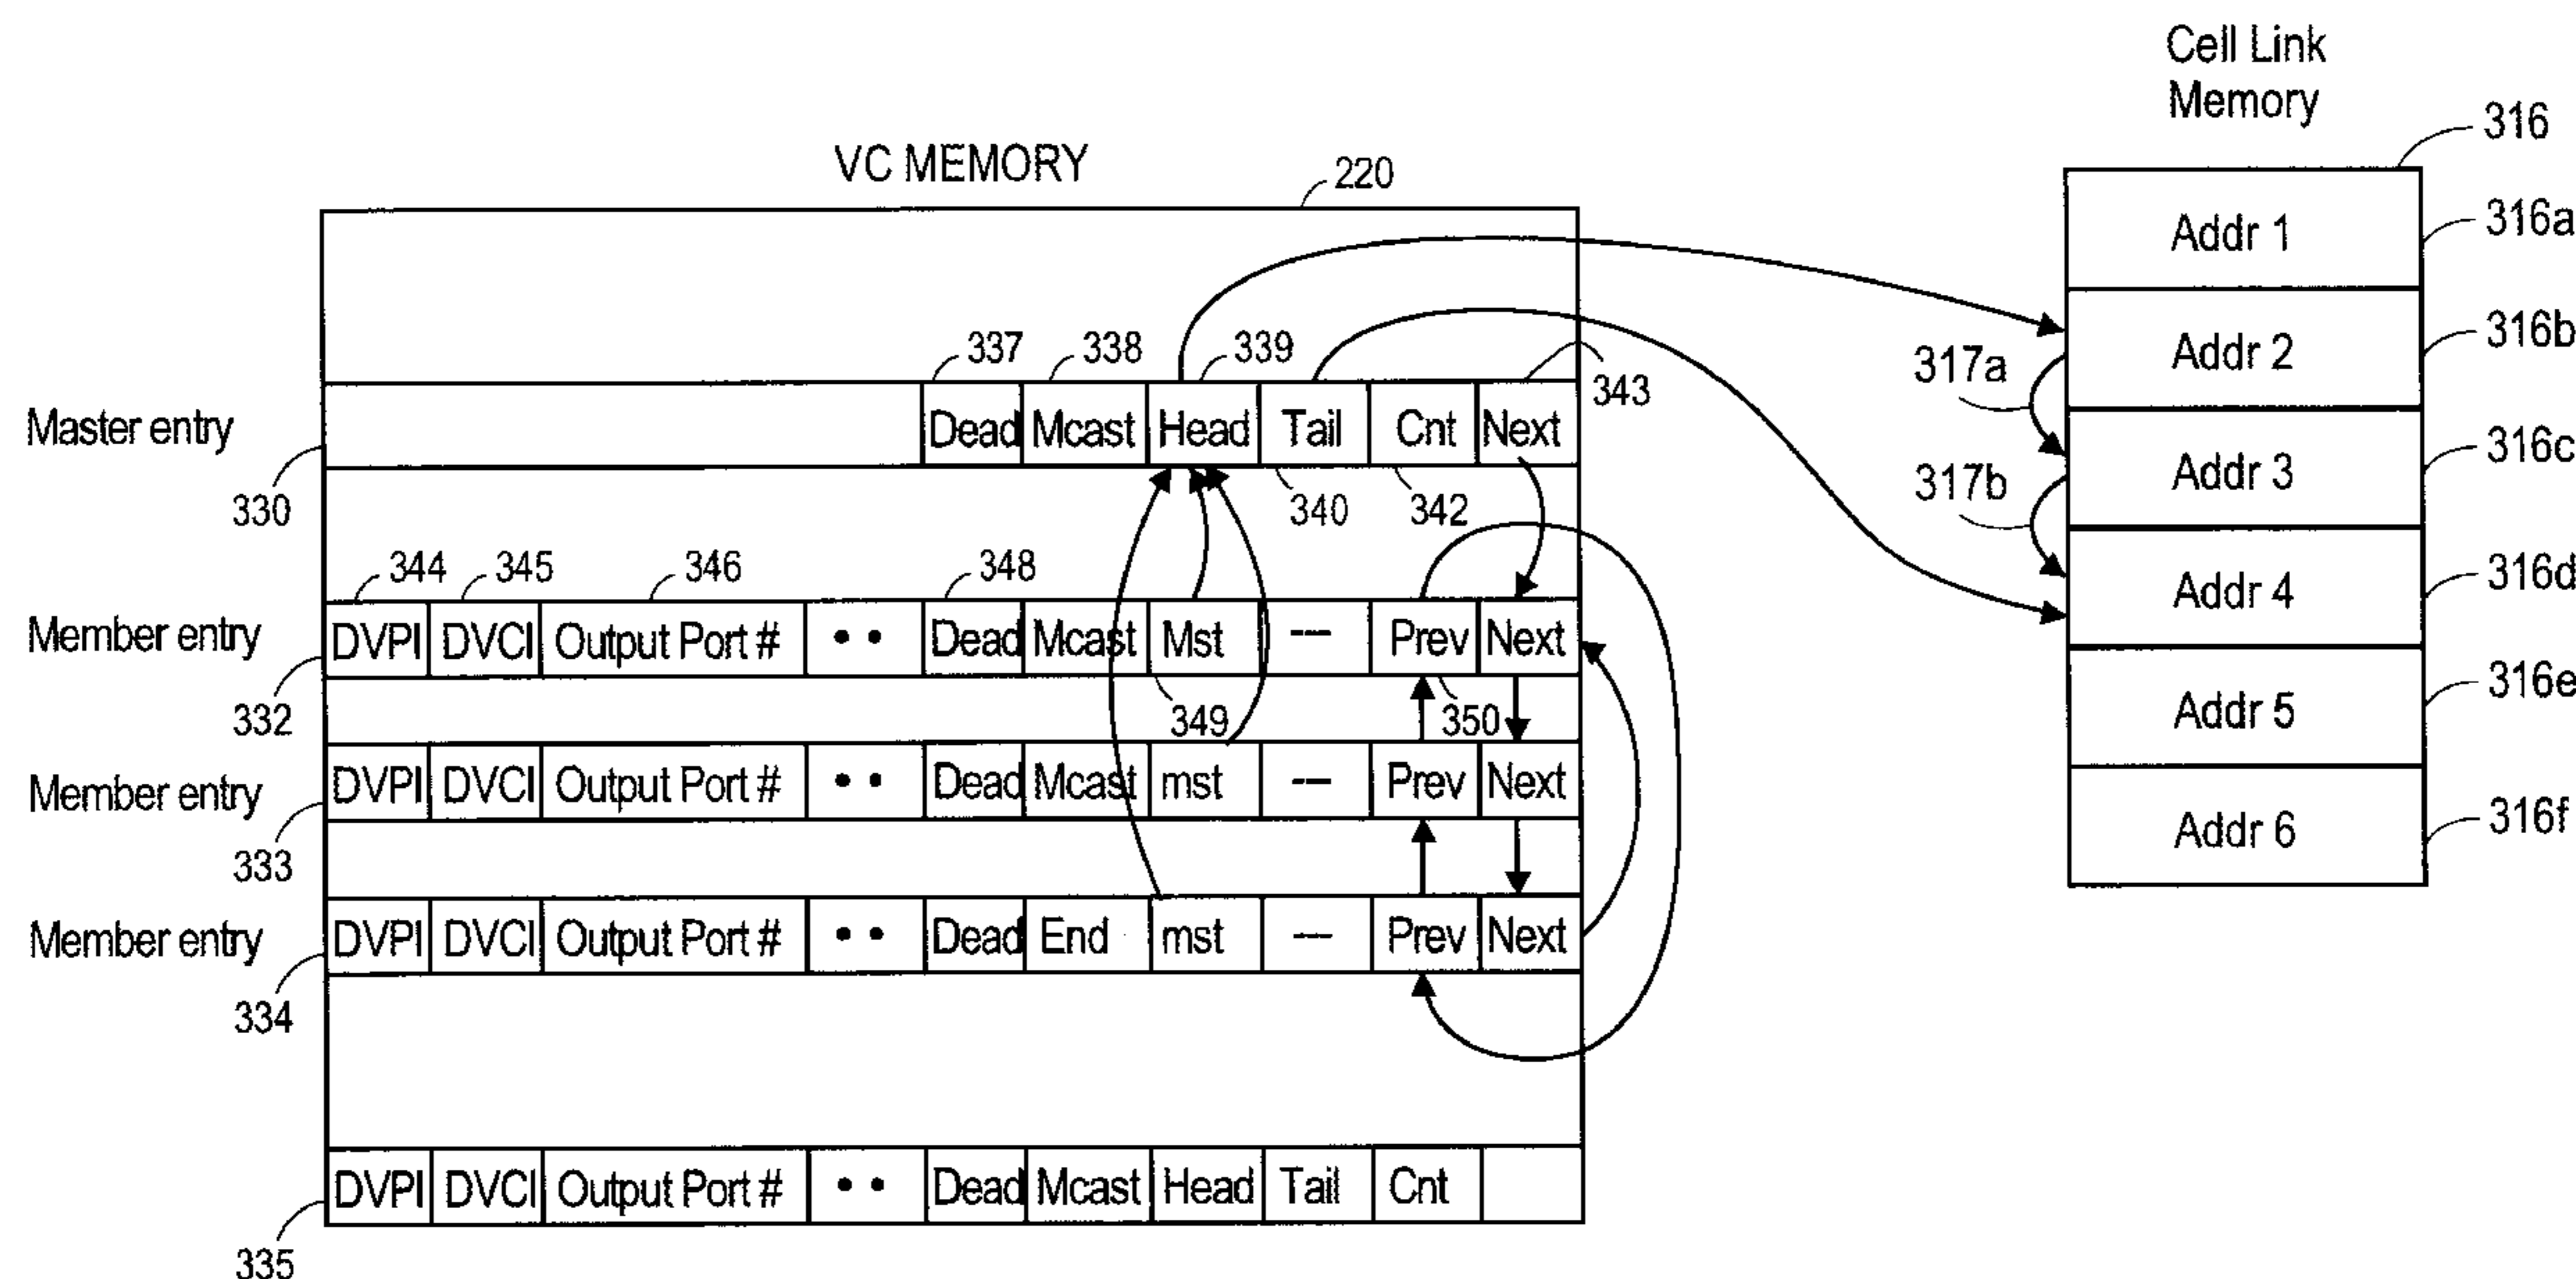 Cell Link
Memory
316
VC MEMORY
220
Addr 1
316a
Addr 2
316b
337
338
339
343
317a
Master entry
Dead
Mcast
Head
Tail
Cnt
Next
Addr 3
316c
330
340
342
317b
344
345
346
348
Addr 4
316d
Member entry
DVPI
DVCI
Output Port #
• •
Dead
Mcast
Mst
---
Prev
Next
332
349
350
Addr 5
316e
Member entry
DVPI
DVCI
Output Port #
• •
Dead
Mcast
mst
---
Prev
Next
333
Addr 6
316f
Member entry
DVPI
DVCI
Output Port #
• •
Dead
End
mst
---
Prev
Next
334
DVPI
DVCI
Output Port #
• •
Dead
Mcast
Head
Tail
Cnt
335